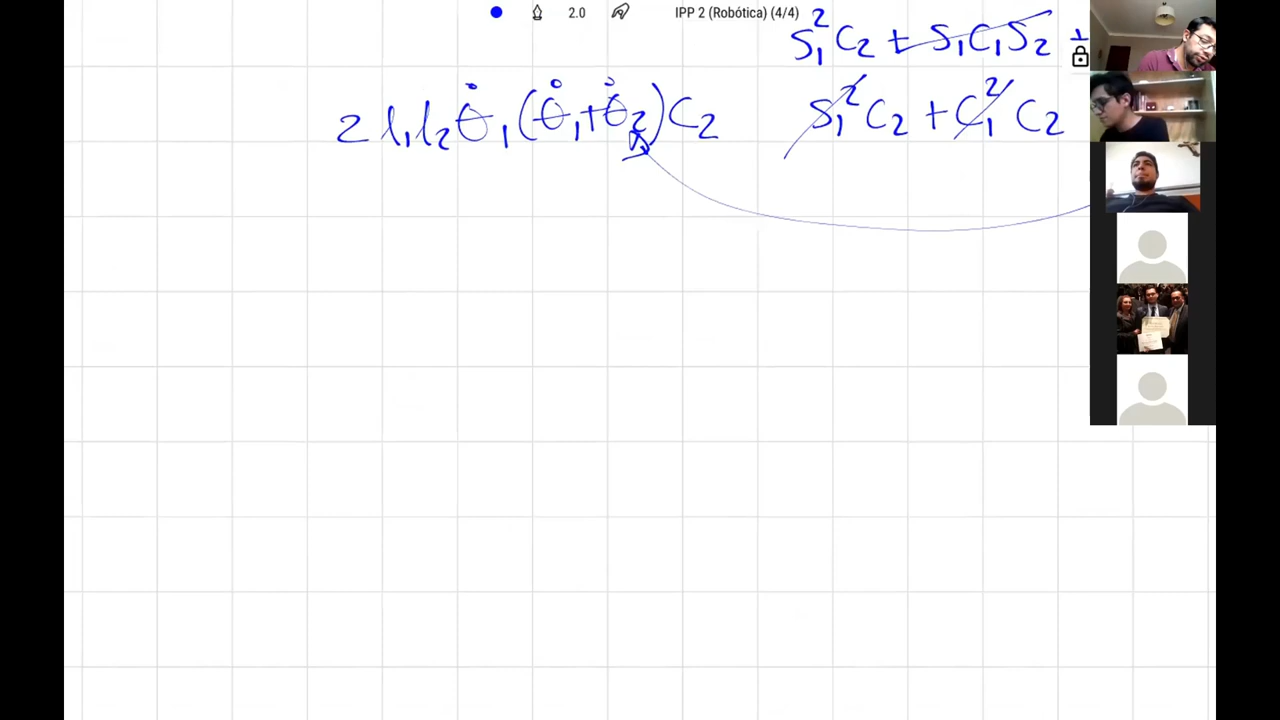 2.0 IPP 2 (Robótica) (4/4)
S₁²C₂ + S₁C₁S₂ +
2 l₁l₂θ̇₁(θ̇₁+θ̇₂)C₂ S₁²C₂ + C₁²C₂